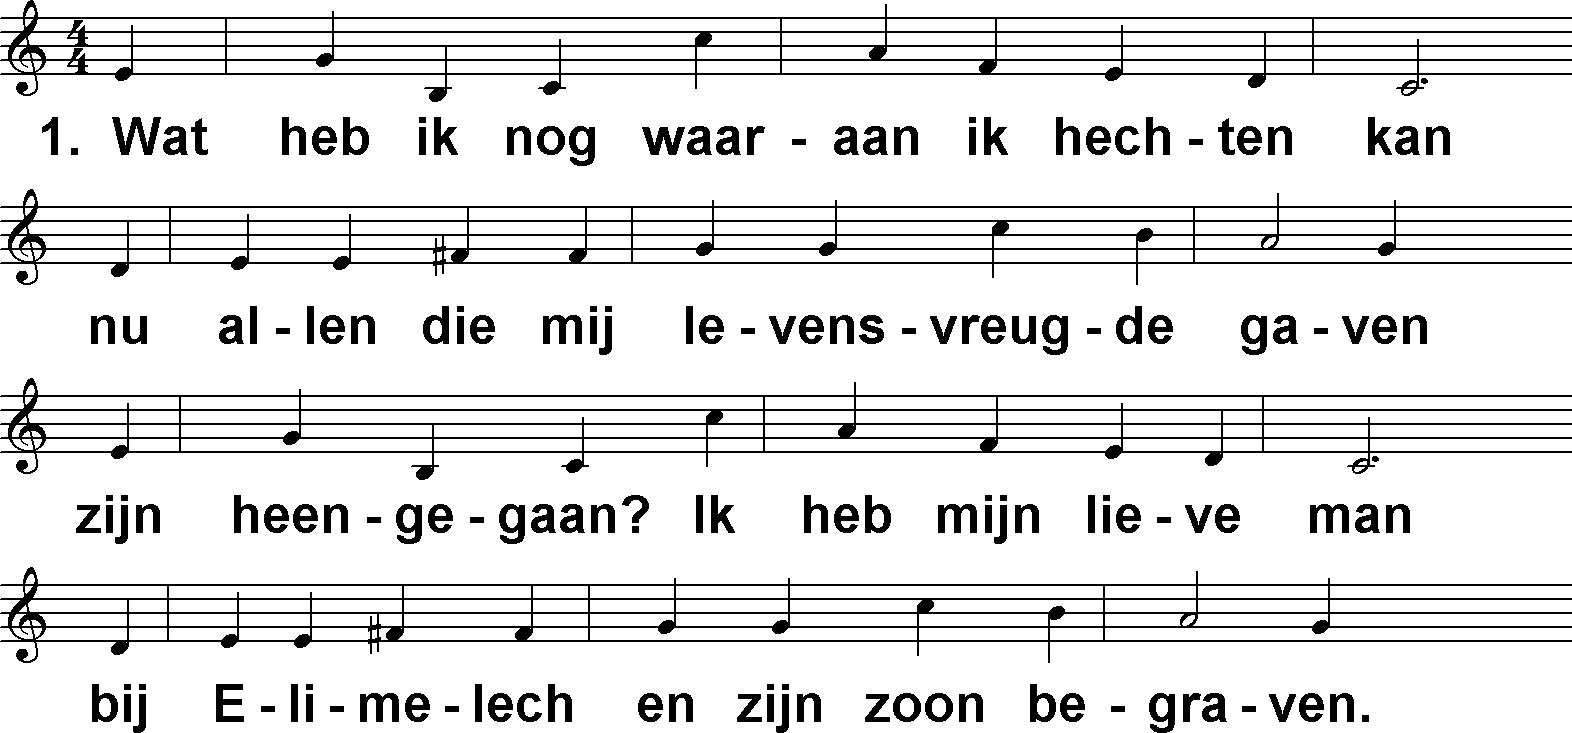 1. Wat heb ik nog waar - aan ik hech - ten kan
nu al - len die mij le - vens - vreug - de ga - ven
zijn heen - ge - gaan? Ik heb mijn lie - ve man
bij E - li - me - lech en zijn zoon be - gra - ven.